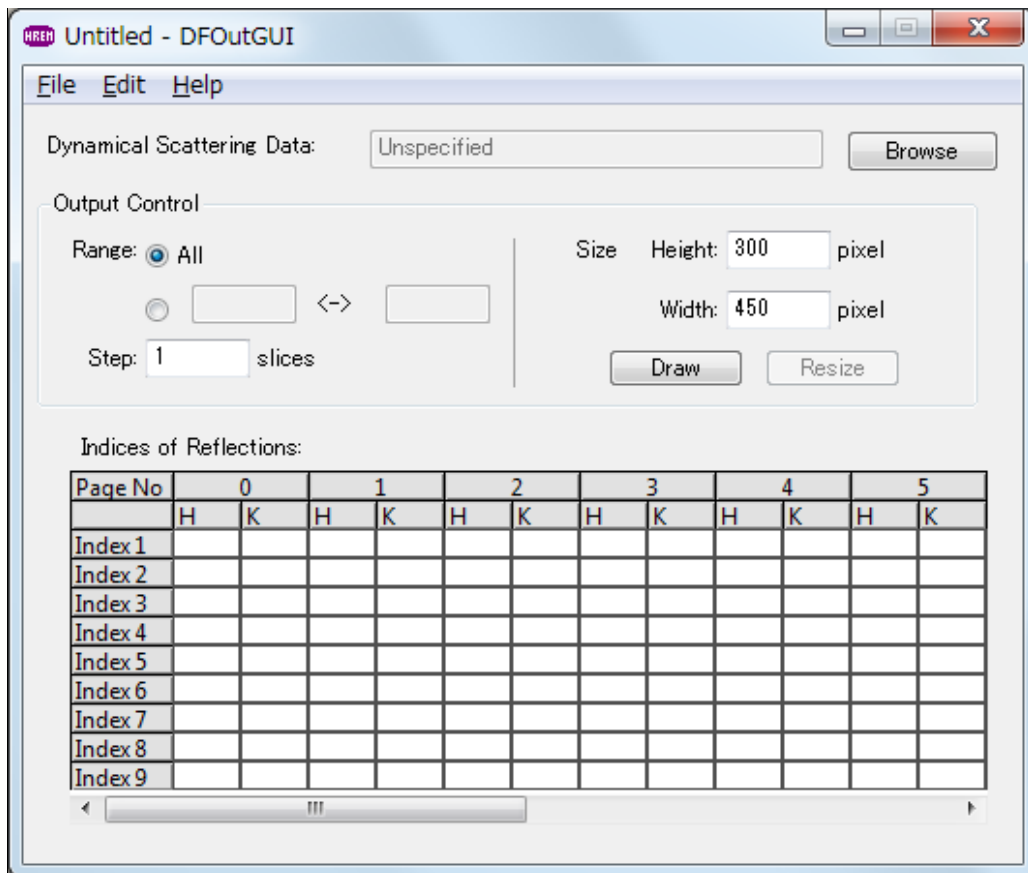 HREM Untitled - DFOutGUI
File Edit Help
Dynamical Scattering Data: Unspecified Browse
Output Control
Range: All Size Height: 300 pixel
<-> Width: 450 pixel
Step: 1 slices Draw Resize
Indices of Reflections:
Page No 0 1 2 3 4 5
H K H K H K H K H K H K
Index 1
Index 2
Index 3
Index 4
Index 5
Index 6
Index 7
Index 8
Index 9